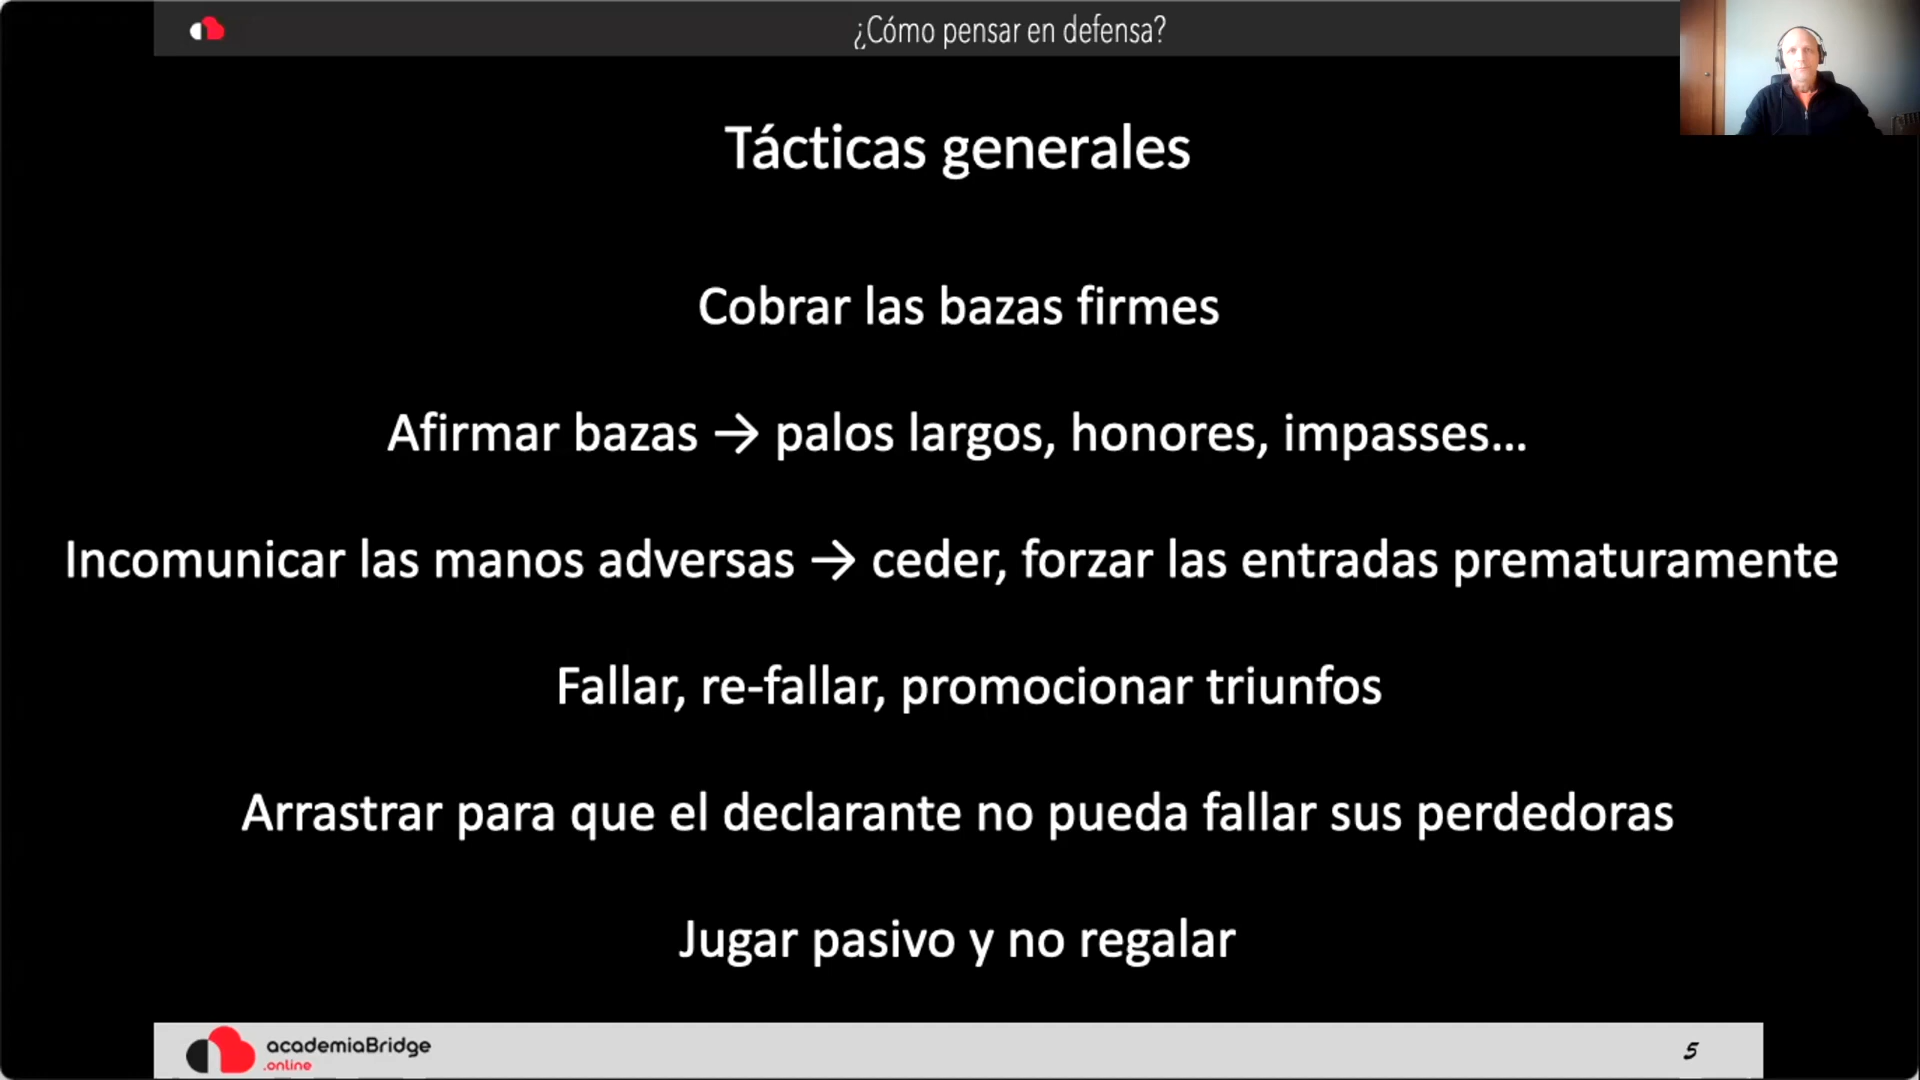 ¿Cómo pensar en defensa?
Tácticas generales
Cobrar las bazas firmes
Afirmar bazas → palos largos, honores, impasses...
Incomunicar las manos adversas → ceder, forzar las entradas prematuramente
Fallar, re-fallar, promocionar triunfos
Arrastrar para que el declarante no pueda fallar sus perdedoras
Jugar pasivo y no regalar
academiaBridge
.online
5